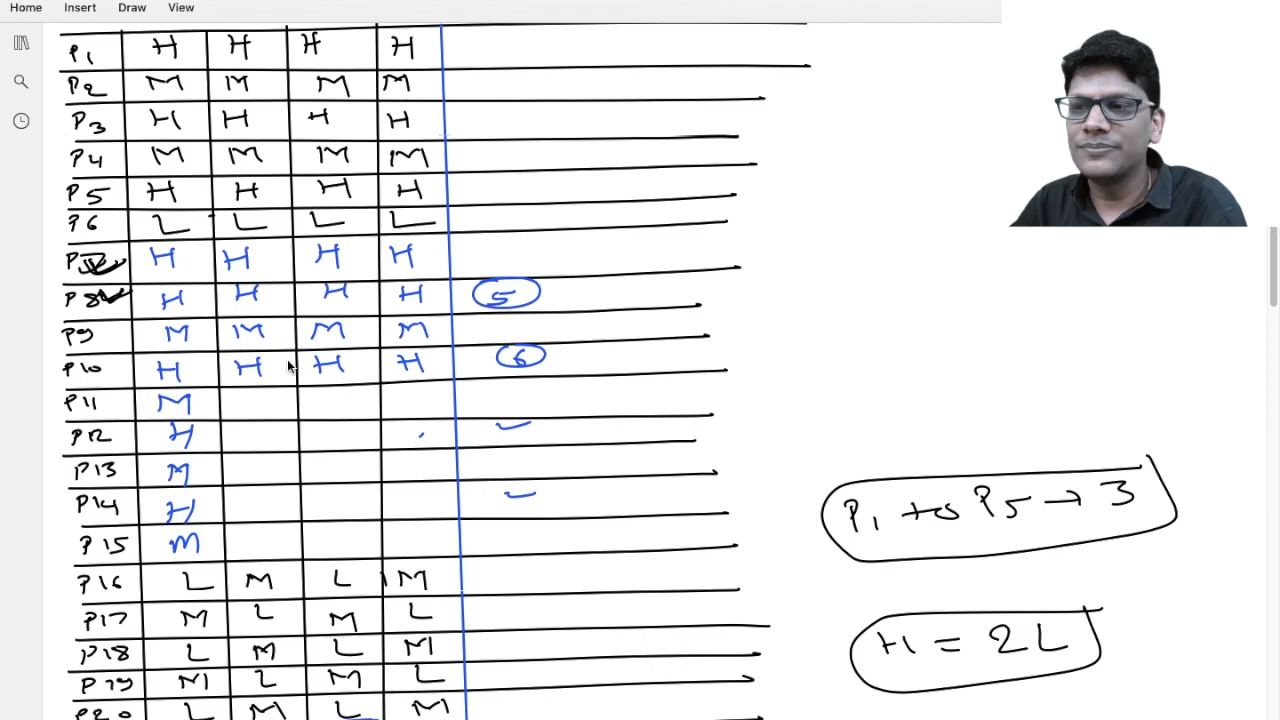 Home Insert Draw View
P1 H H H H
P2 M M M M
P3 H H H H
P4 M M M M
P5 H H H H
P6 L L L L
P7 H H H H
P8 H H H H 5
P9 M M M M
P10 H H H H 6
P11 M
P12 H
P13 M
P14 H
P15 M
P16 L M L M
P17 M L M L
P18 L M L M
P19 M L M L
P20 L M L M
P1 to P5 → 3
H = 2L